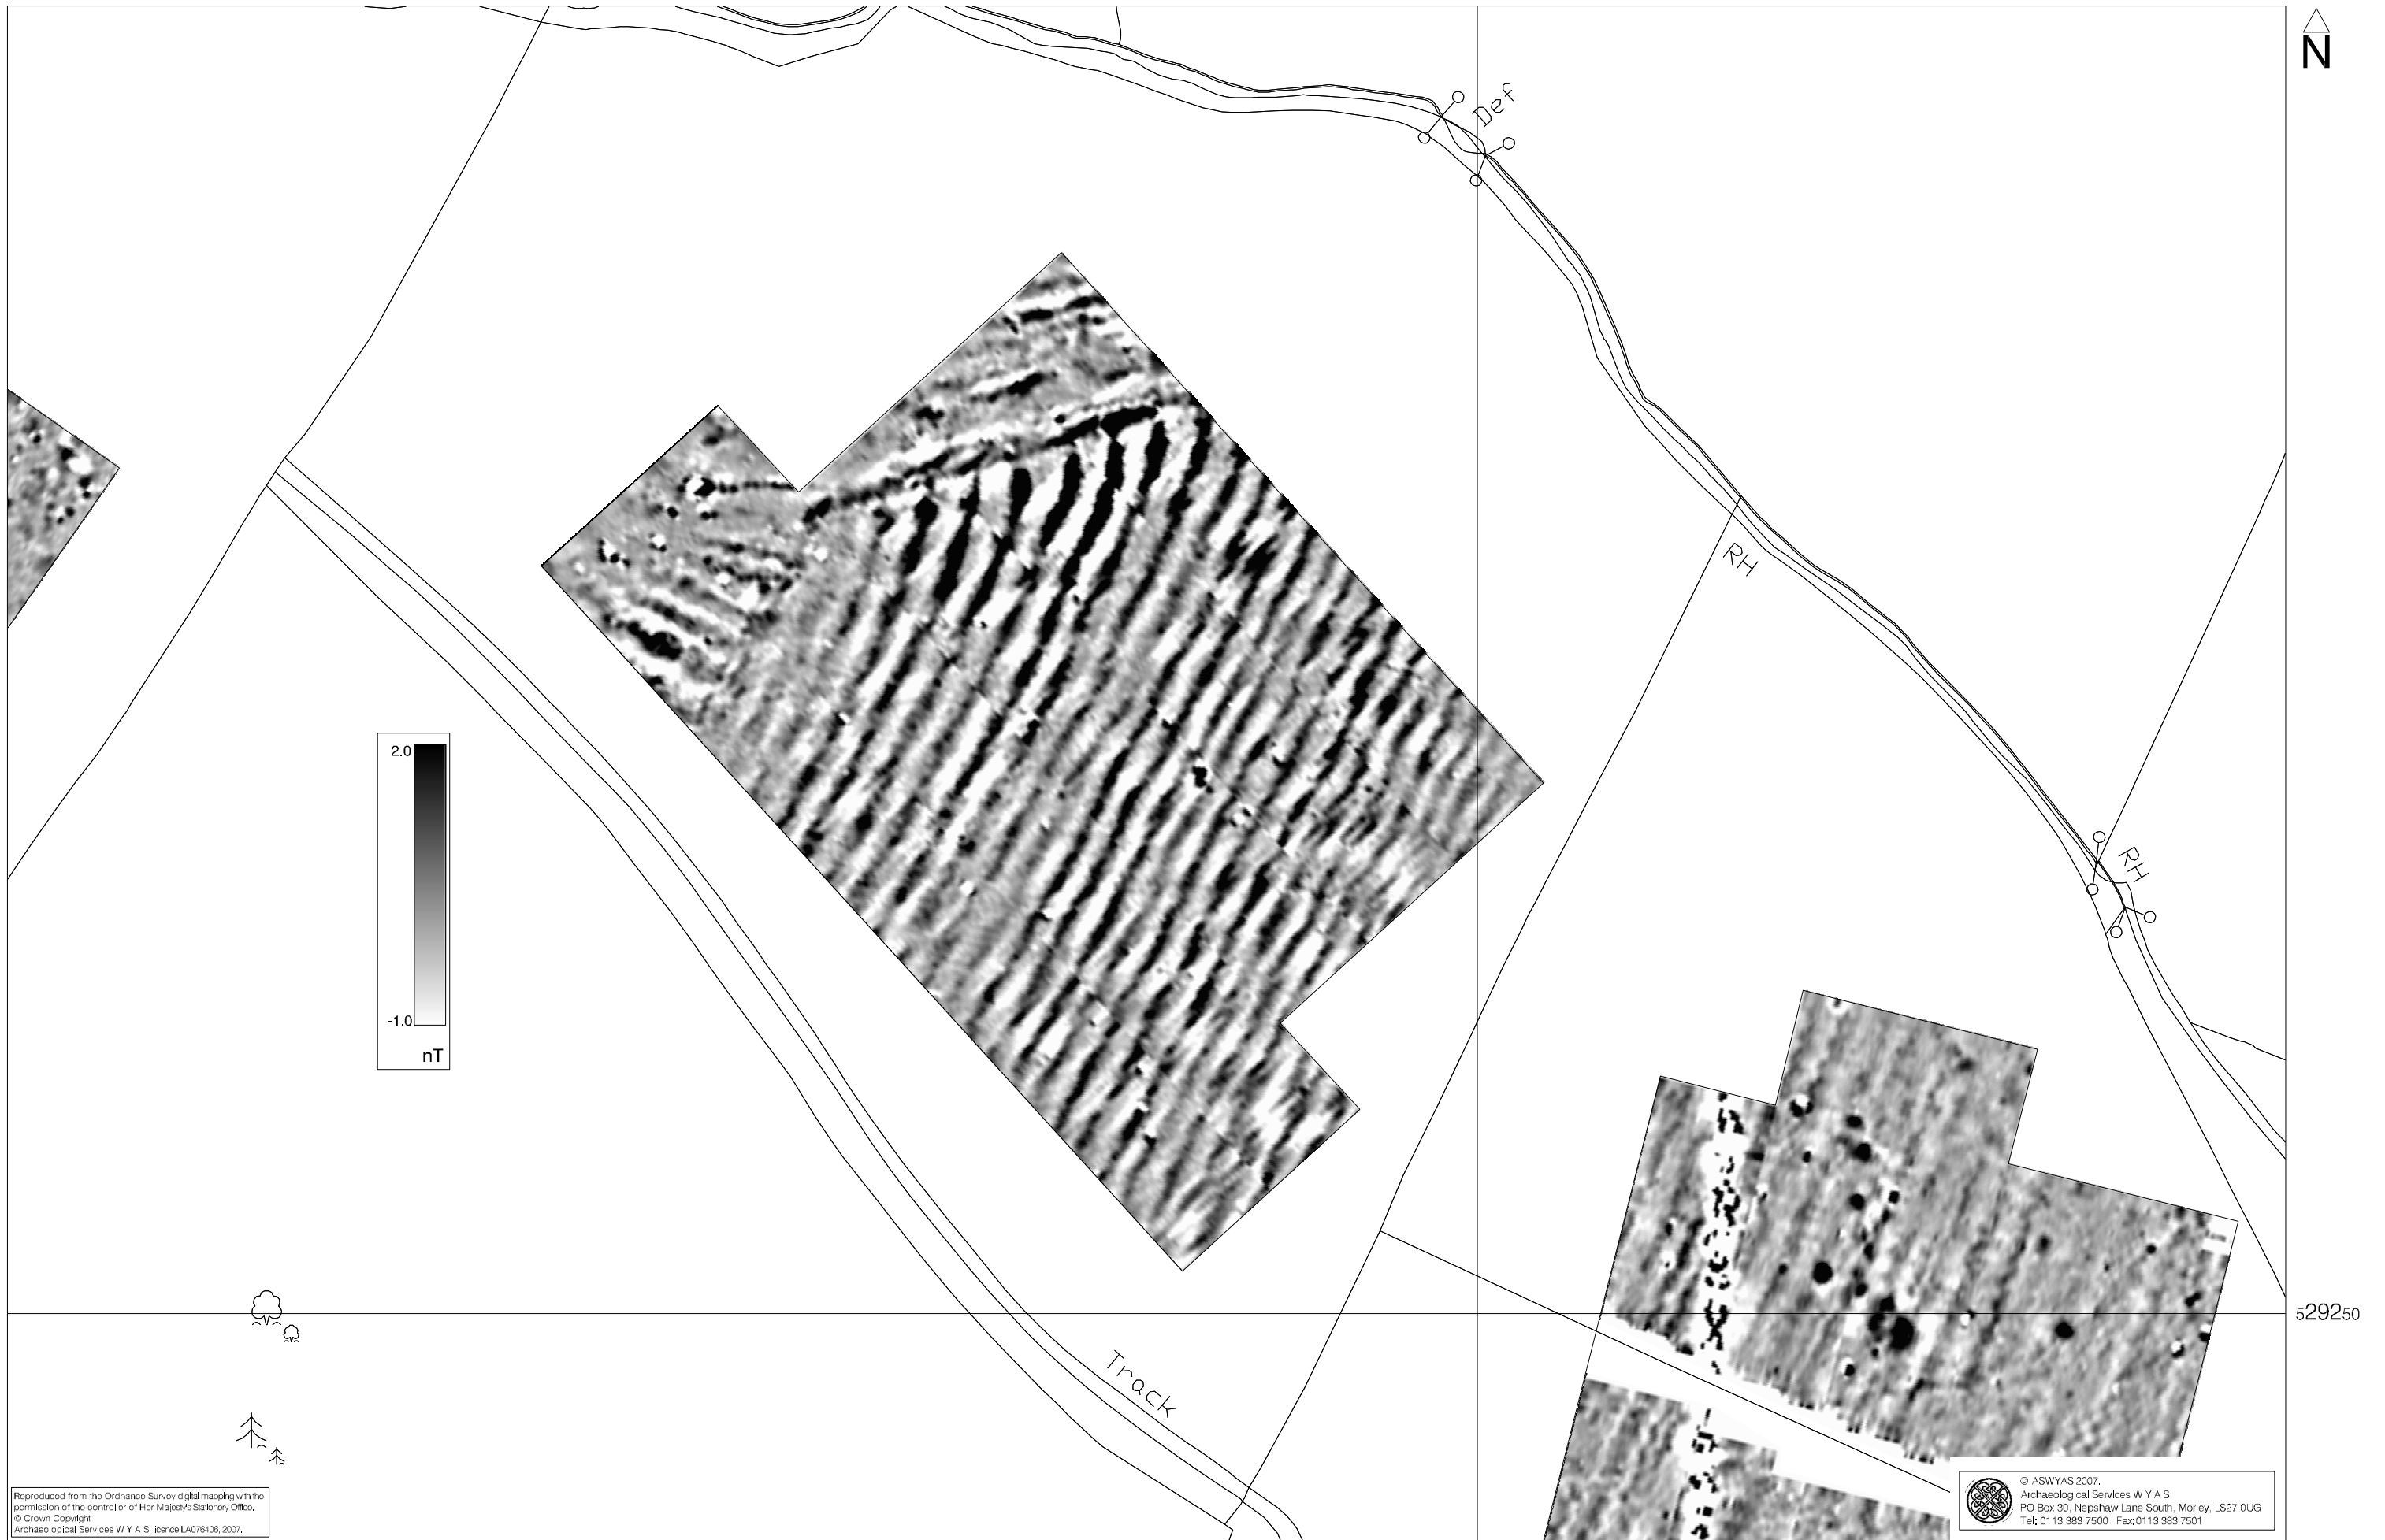 N
Def
RH
2.0
RH
-1.0
nT
529250
Track
Reproduced from the Ordnance Survey digital mapping with the
permission of the controller of Her Majesty's Stationery Office.
© Crown Copyright.
Archaeological Services W Y A S: licence LA076406, 2007.
© ASWYAS 2007.
Archaeological Services W Y A S
PO Box 30, Nepshaw Lane South, Morley, LS27 0UG
Tel: 0113 383 7500 Fax: 0113 383 7501